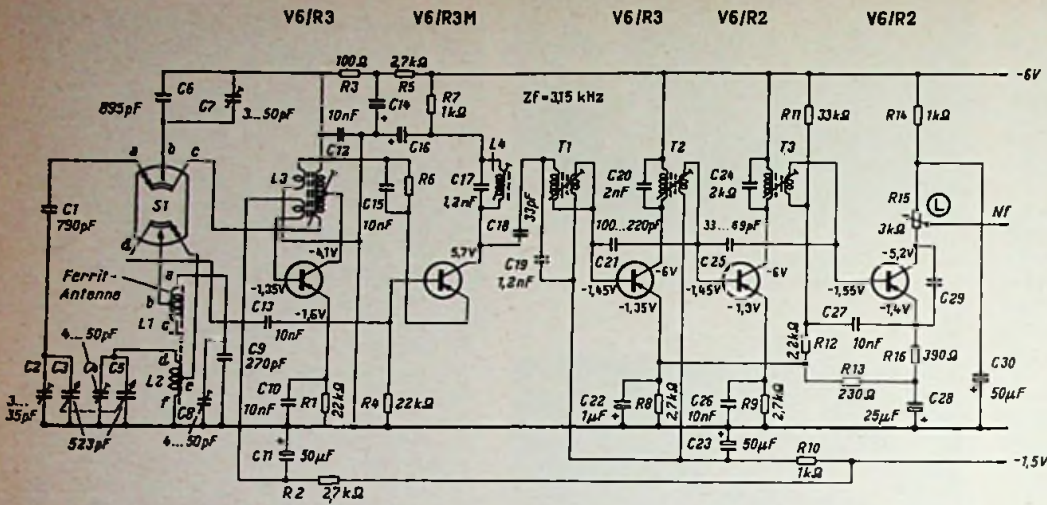 V6/R3 V6/R3M V6/R3 V6/R2 V6/R2
C6
895pF
C7
3...50pF
100Ω
R3
2,7kΩ
R5
C14
R7
1kΩ
10nF
C12
C16
Zf=3,15 kHz
-6V
R11 33kΩ
R14 1kΩ
a b c
S1
d
C1
790pF
L3
C15
10nF
R6
C17
1,2nF
L4
C18
33pF
T1
C19
1,2nF
C20
2nF
T2
C24
2kΩ
T3
R15
3kΩ
L
Nf
Ferrit-
Antenne
a
b
c
L1
-4,1V
-1,35V
-1,6V
C13
10nF
5,7V
100...220pF
C21
-6V
-1,45V
-1,35V
33...69pF
C25
-6V
-1,45V
-1,3V
-5,2V
-1,55V
-1,4V
C29
C27
10nF
R12
2,2kΩ
R16 390Ω
R13
230Ω
C28
25µF
C30
50µF
4...50pF
C2 C3 C4 C5
d
L2
e
f
C8
C9
270pF
3...
35pF
523pF
4...50pF
C10
10nF
R1
22kΩ
R4
22kΩ
C22
1µF
R8
2,7kΩ
C26
10nF
R9
2,7kΩ
C11
50µF
C23
50µF
R10
1kΩ
-1,5V
R2 2,7kΩ